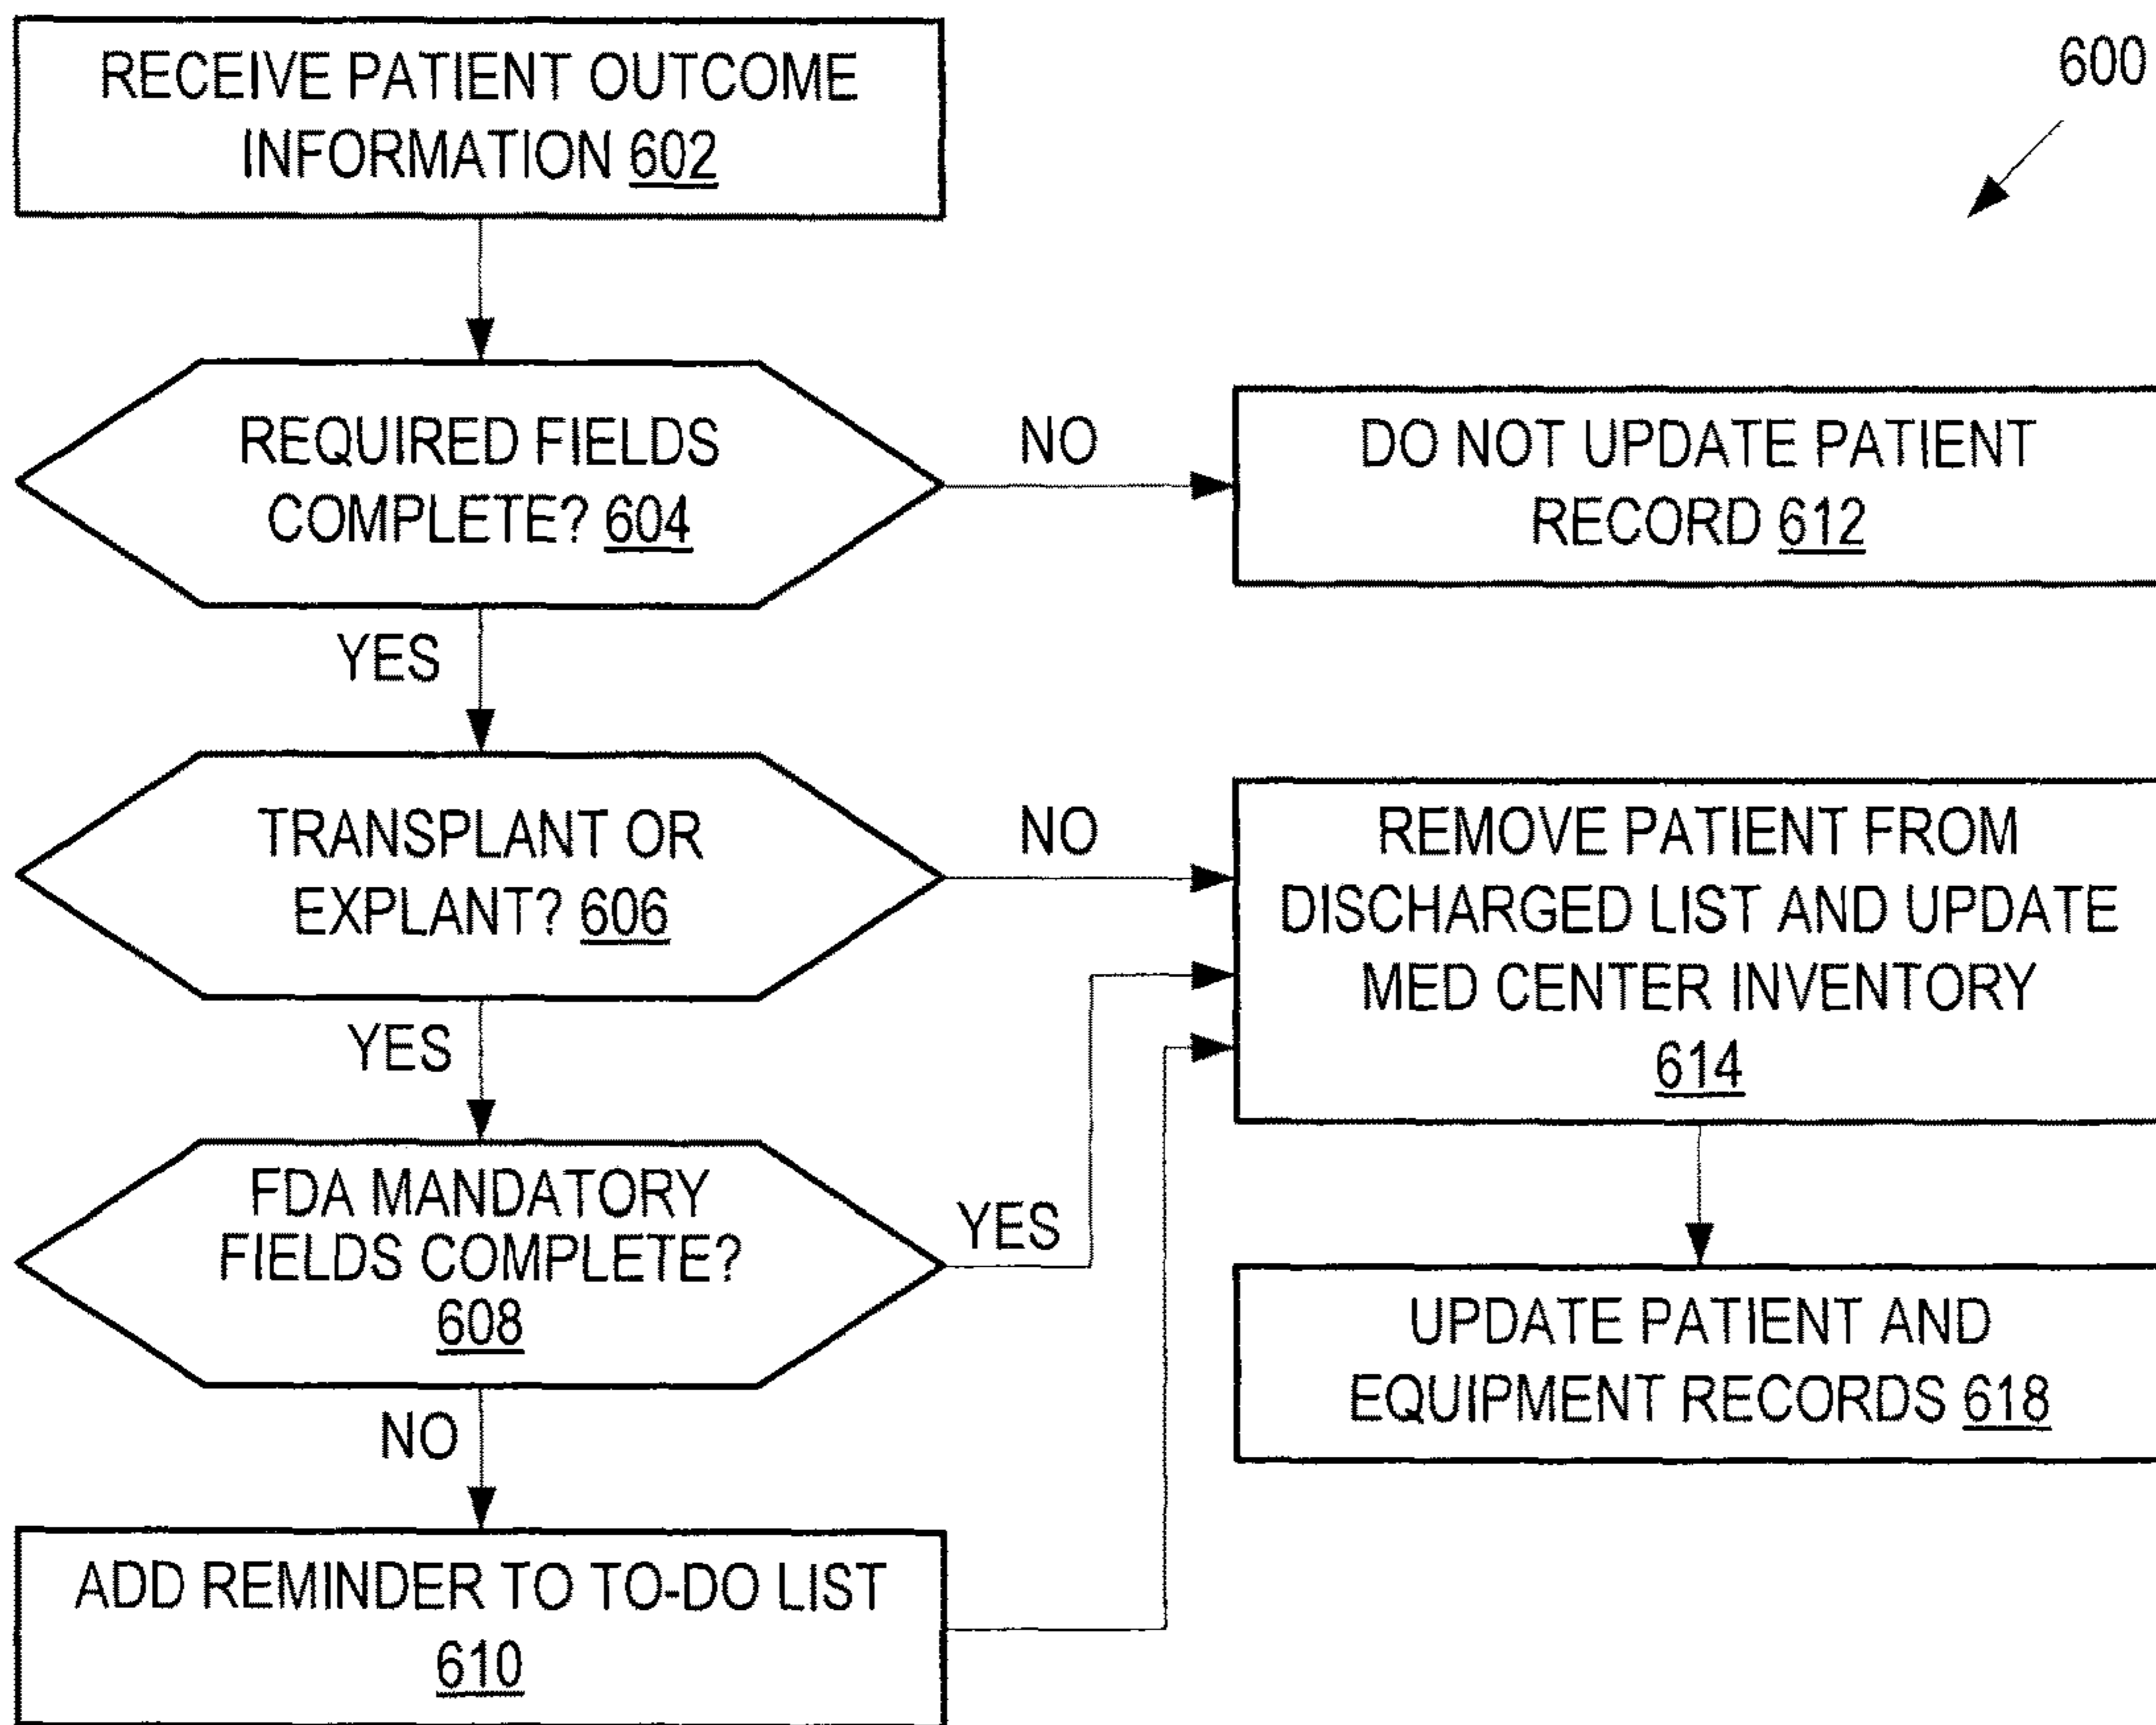 RECEIVE PATIENT OUTCOME
INFORMATION 602
600
REQUIRED FIELDS
COMPLETE? 604
NO
DO NOT UPDATE PATIENT
RECORD 612
YES
TRANSPLANT OR
EXPLANT? 606
NO
REMOVE PATIENT FROM
DISCHARGED LIST AND UPDATE
MED CENTER INVENTORY
614
YES
FDA MANDATORY
FIELDS COMPLETE?
608
YES
UPDATE PATIENT AND
EQUIPMENT RECORDS 618
NO
ADD REMINDER TO TO-DO LIST
610